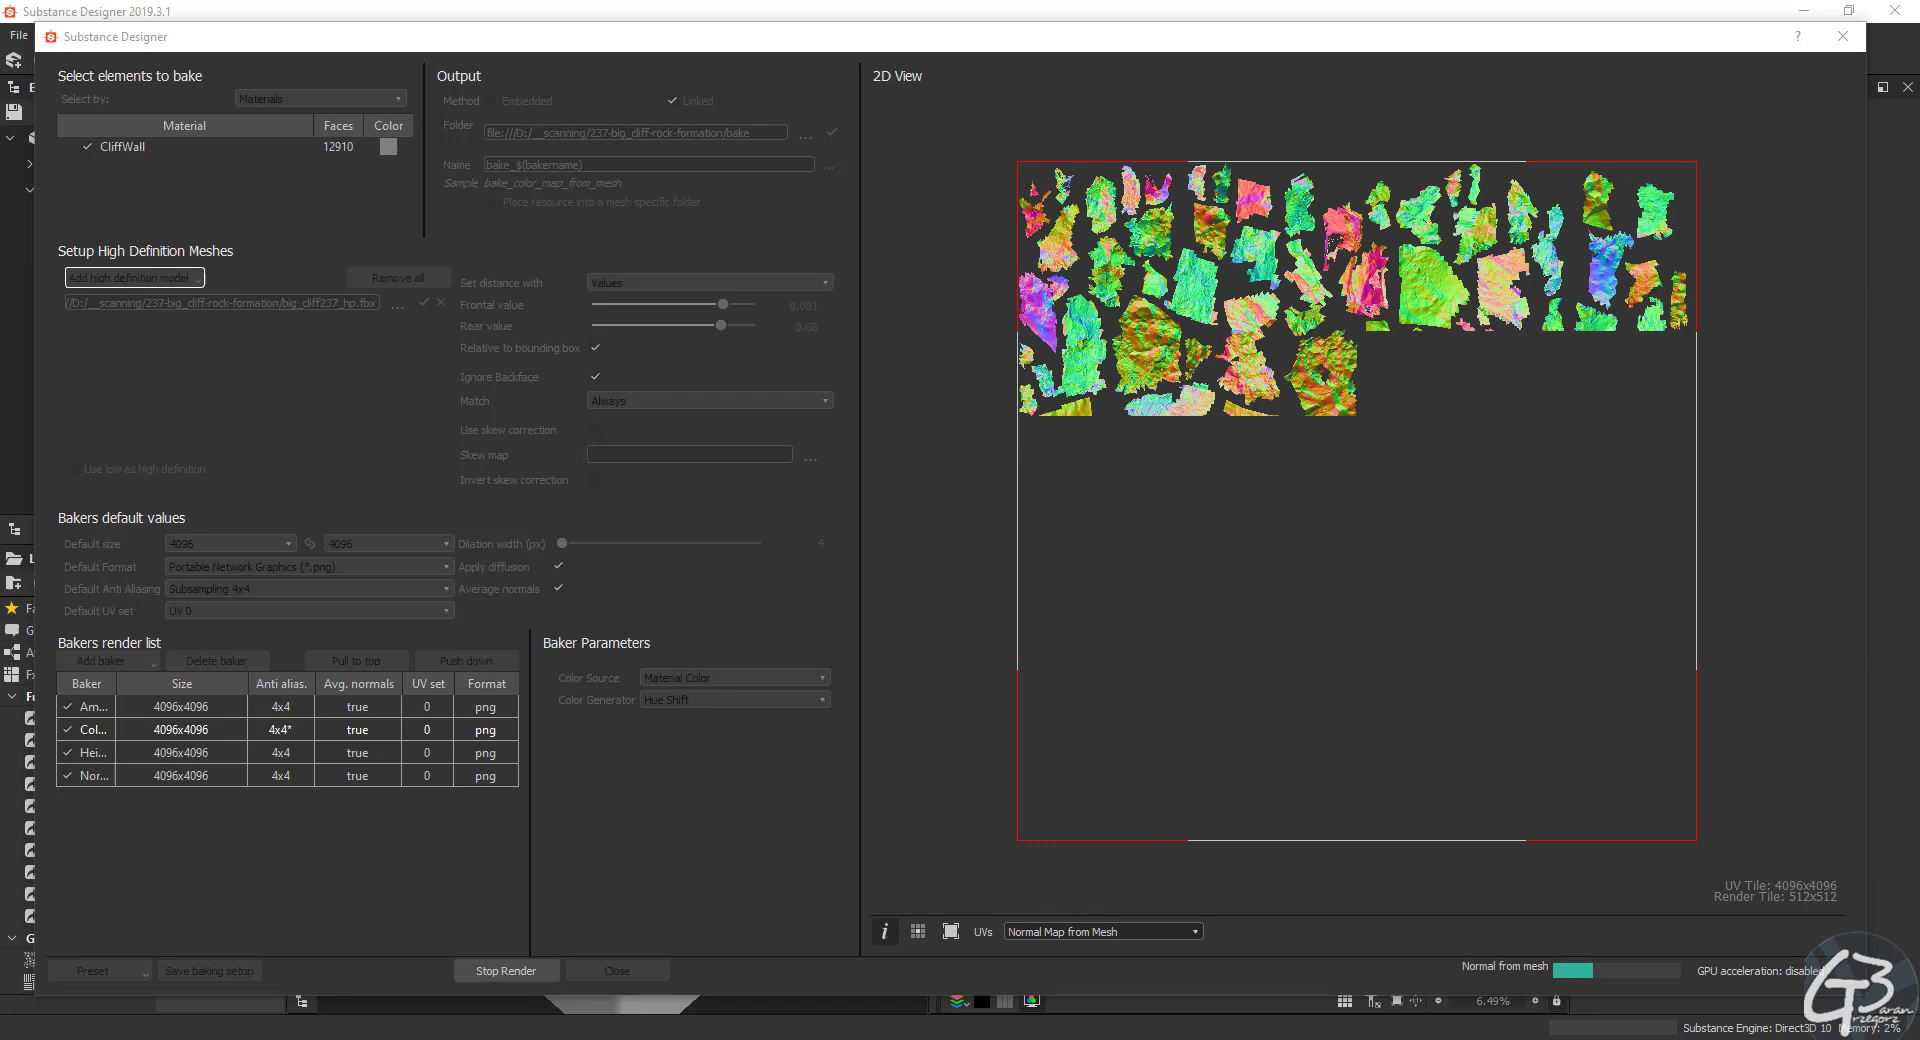 Substance Designer 2019.3.1
File
Substance Designer
?
Select elements to bake
Select by:
Materials
Material Faces Color
CliffWall 12910
Output
Method Embedded Linked
Folder file:///D:/__scanning/237-big_cliff-rock-formation/bake ...
Name bake_$(bakername) ...
Sample bake_color_map_from_mesh
Place resource into a mesh specific folder
Setup High Definition Meshes
Add high definition model
Remove all
//D:/__scanning/237-big_cliff-rock-formation/big_cliff237_hp.fbx ...
Use low as high definition
Set distance with Values
Frontal value 0.081
Rear value 0.08
Relative to bounding box
Ignore Backface
Match Always
Use skew correction
Skew map ...
Invert skew correction
Bakers default values
Default size 4096 4096
Default Format Portable Network Graphics (*.png)
Default Anti Aliasing Subsampling 4x4
Default UV set UV 0
Dilation width (px) 4
Apply diffusion
Average normals
Bakers render list
Add baker Delete baker Pull to top Push down
Baker Size Anti alias. Avg. normals UV set Format
Am... 4096x4096 4x4 true 0 png
Col... 4096x4096 4x4* true 0 png
Hei... 4096x4096 4x4 true 0 png
Nor... 4096x4096 4x4 true 0 png
Baker Parameters
Color Source Material Color
Color Generator Hue Shift
2D View
UV Tile: 4096x4096
Render Tile: 512x512
i UVs Normal Map from Mesh
Preset Save baking setup Stop Render Close
Normal from mesh GPU acceleration: disabled
6.49%
Substance Engine: Direct3D 10 Memory: 2%